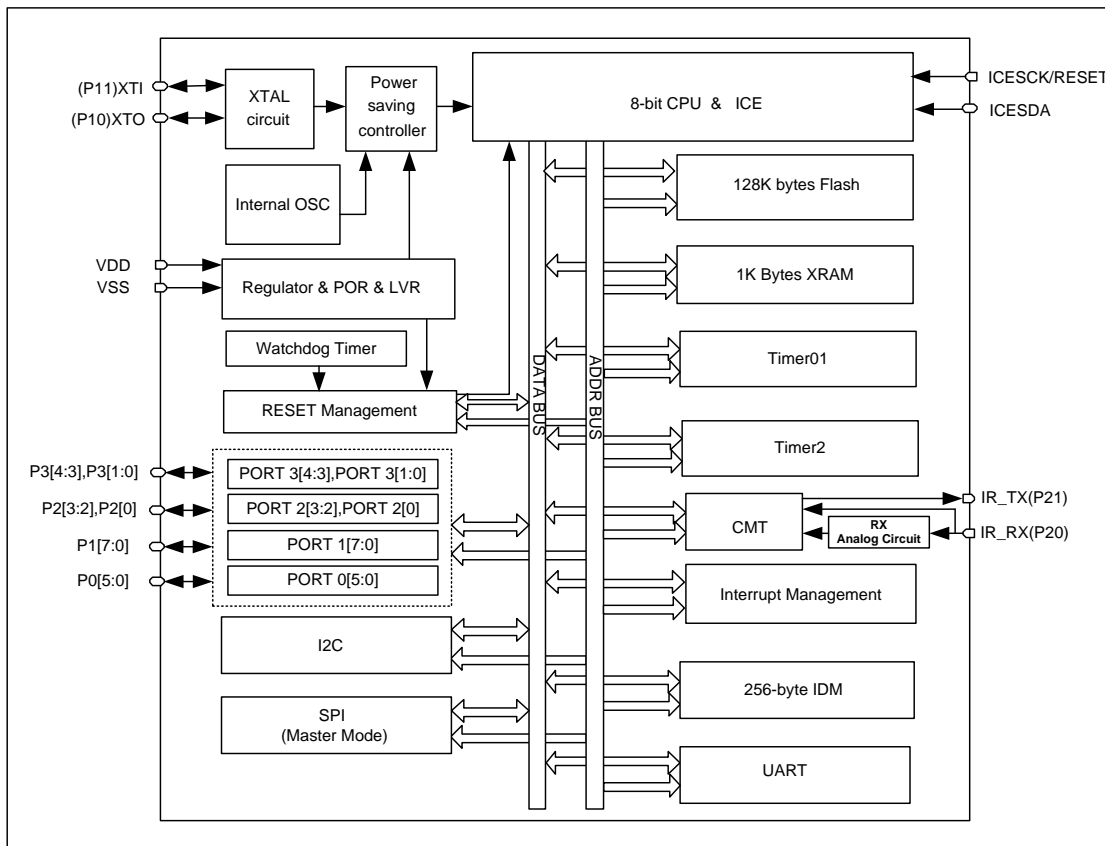 (P11)XTI
(P10)XTO
XTAL
circuit
Power
saving
controller
8-bit CPU & ICE
ICESCK/RESET
ICESDA
Internal OSC
128K bytes Flash
VDD
VSS
Regulator & POR & LVR
1K Bytes XRAM
Watchdog Timer
RESET Management
DATA BUS
ADDR BUS
Timer01
Timer2
P3[4:3],P3[1:0]
P2[3:2],P2[0]
P1[7:0]
P0[5:0]
PORT 3[4:3],PORT 3[1:0]
PORT 2[3:2],PORT 2[0]
PORT 1[7:0]
PORT 0[5:0]
CMT
RX
Analog Circuit
IR_TX(P21)
IR_RX(P20)
Interrupt Management
I2C
256-byte IDM
SPI
(Master Mode)
UART